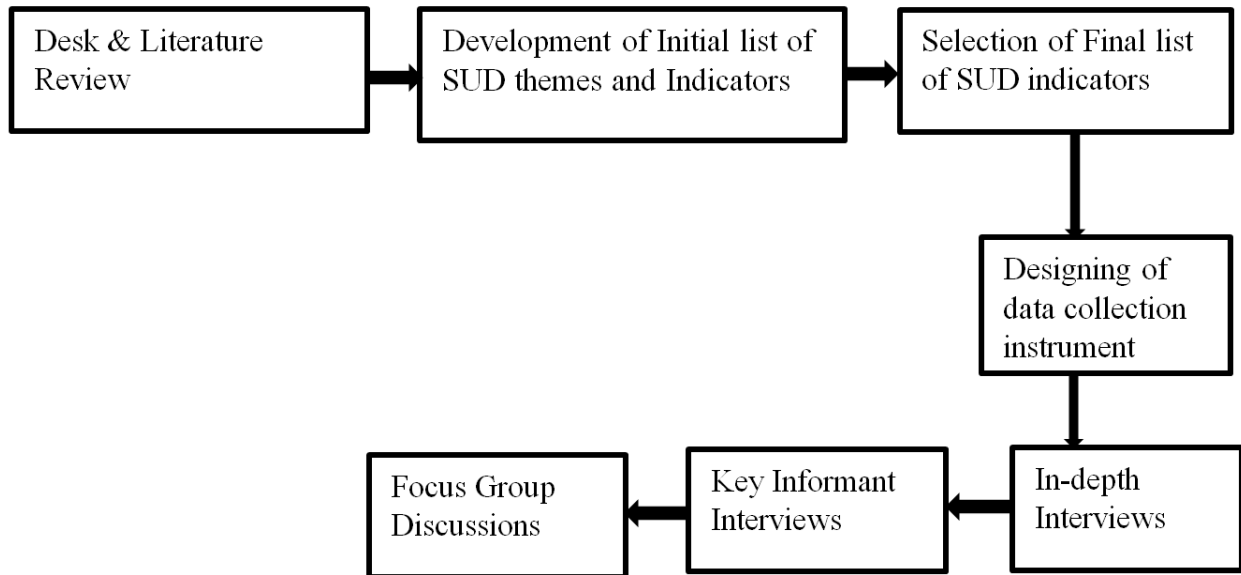 Desk & Literature
Review
Development of Initial list of
SUD themes and Indicators
Selection of Final list
of SUD indicators
Designing of
data collection
instrument
In-depth
Interviews
Key Informant
Interviews
Focus Group
Discussions